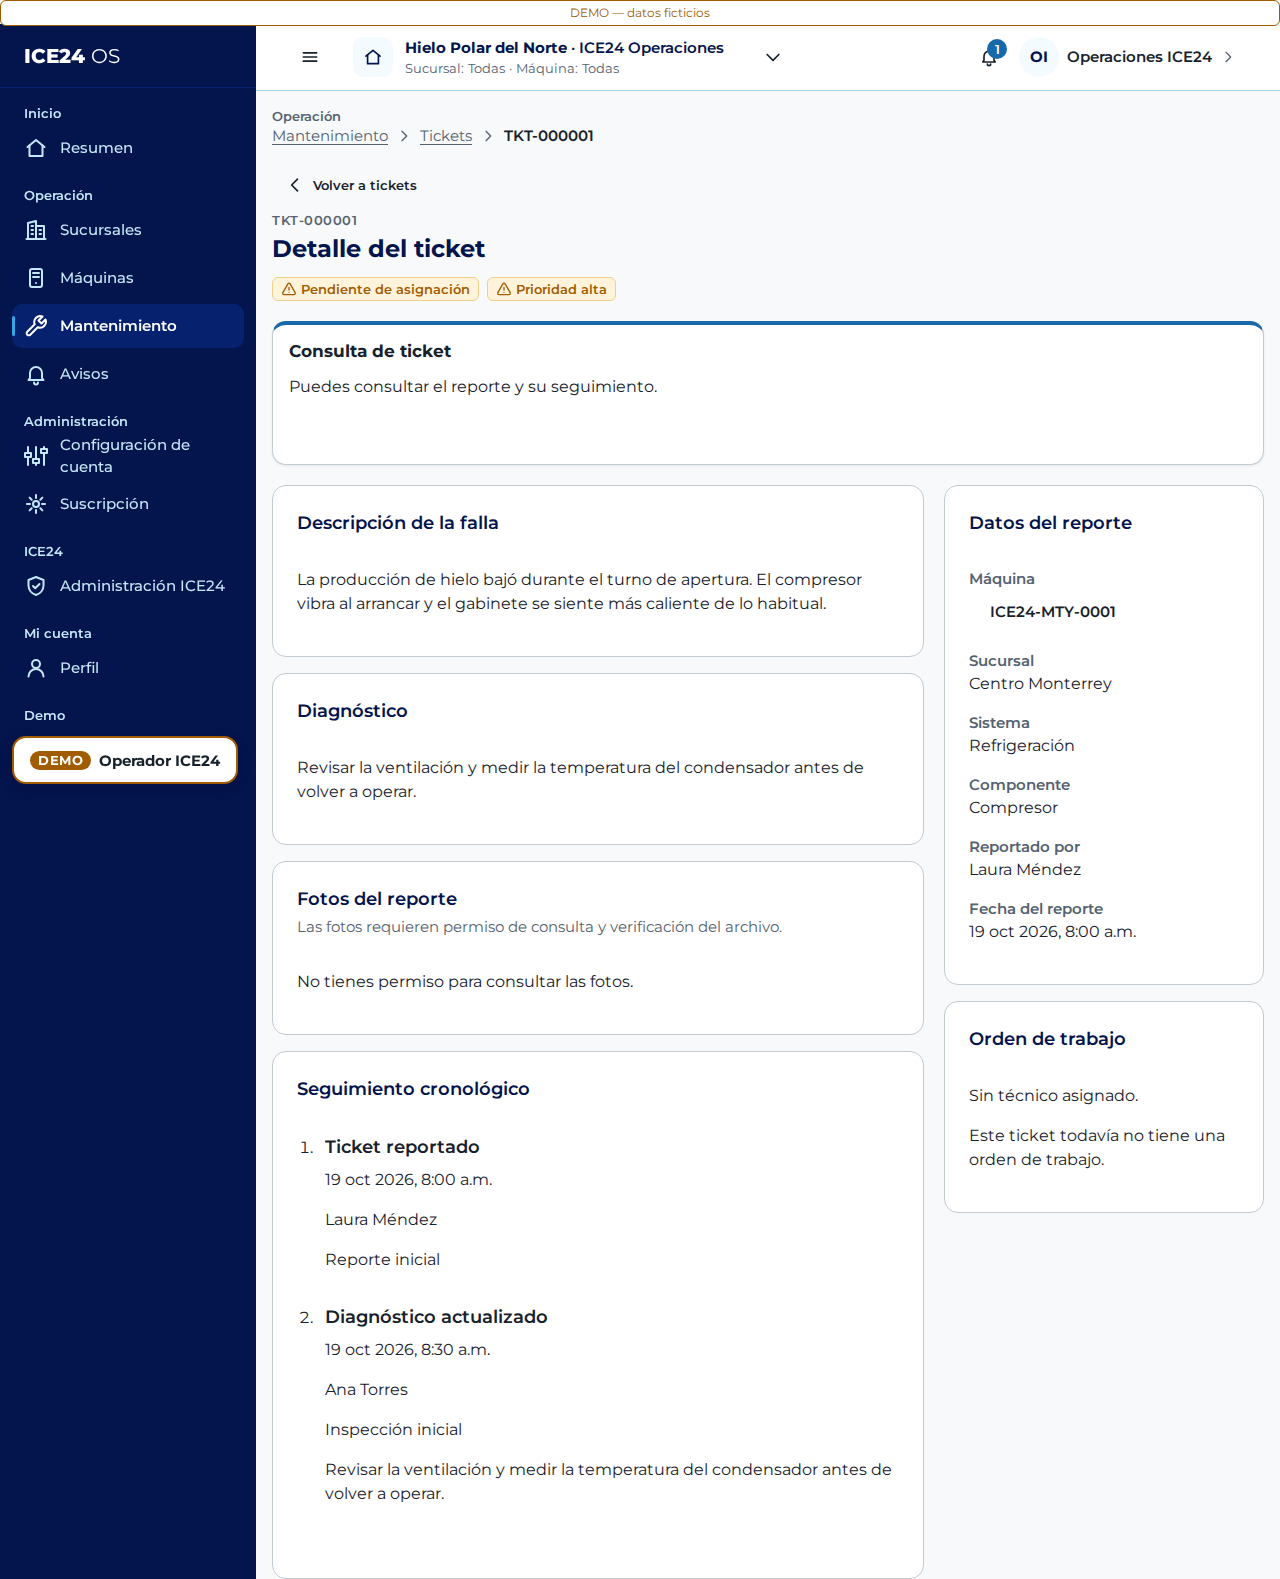 DEMO — datos ficticios
ICE24 OS
Inicio
Resumen
Operación
Sucursales
Máquinas
Mantenimiento
Avisos
Administración
Configuración de
cuenta
Suscripción
ICE24
Administración ICE24
Mi cuenta
Perfil
Demo
DEMO Operador ICE24
Hielo Polar del Norte · ICE24 Operaciones
Sucursal: Todas · Máquina: Todas
1
OI Operaciones ICE24
Operación
Mantenimiento Tickets TKT-000001
Volver a tickets
TKT-000001
Detalle del ticket
Pendiente de asignación Prioridad alta
Consulta de ticket
Puedes consultar el reporte y su seguimiento.
Descripción de la falla
La producción de hielo bajó durante el turno de apertura. El compresor
vibra al arrancar y el gabinete se siente más caliente de lo habitual.
Diagnóstico
Revisar la ventilación y medir la temperatura del condensador antes de
volver a operar.
Fotos del reporte
Las fotos requieren permiso de consulta y verificación del archivo.
No tienes permiso para consultar las fotos.
Seguimiento cronológico
1. Ticket reportado
19 oct 2026, 8:00 a.m.
Laura Méndez
Reporte inicial
2. Diagnóstico actualizado
19 oct 2026, 8:30 a.m.
Ana Torres
Inspección inicial
Revisar la ventilación y medir la temperatura del condensador antes de
volver a operar.
Datos del reporte
Máquina
ICE24-MTY-0001
Sucursal
Centro Monterrey
Sistema
Refrigeración
Componente
Compresor
Reportado por
Laura Méndez
Fecha del reporte
19 oct 2026, 8:00 a.m.
Orden de trabajo
Sin técnico asignado.
Este ticket todavía no tiene una
orden de trabajo.